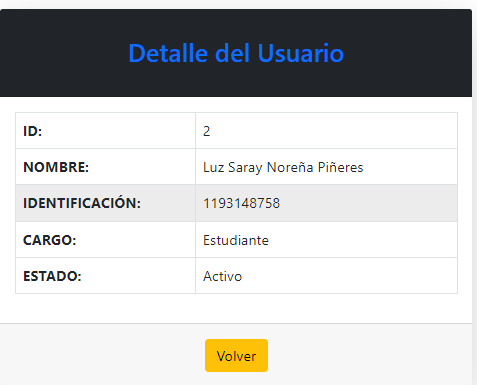 Detalle del Usuario
ID: 2
NOMBRE: Luz Saray Noreña Piñeres
IDENTIFICACIÓN: 1193148758
CARGO: Estudiante
ESTADO: Activo
Volver